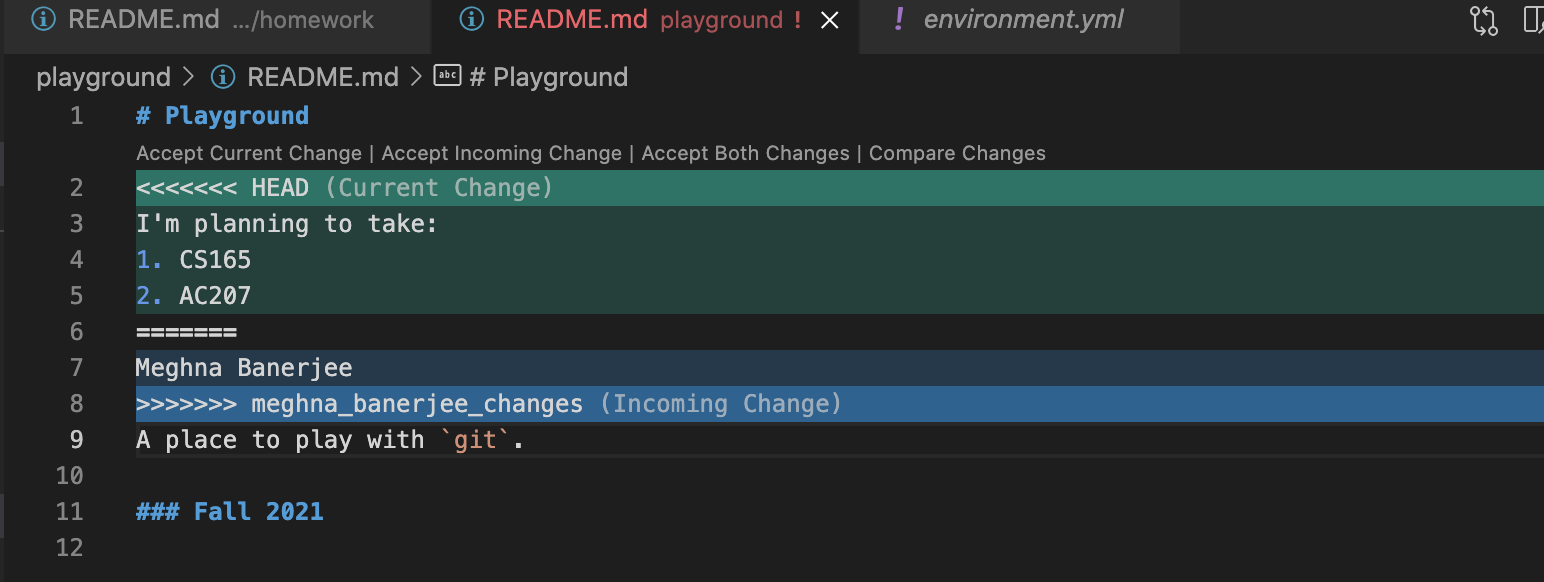 README.md .../homework README.md playground ! environment.yml
playground > README.md > abc # Playground
1 # Playground
Accept Current Change | Accept Incoming Change | Accept Both Changes | Compare Changes
2 <<<<<<< HEAD (Current Change)
3 I'm planning to take:
4 1. CS165
5 2. AC207
6 =======
7 Meghna Banerjee
8 >>>>>>> meghna_banerjee_changes (Incoming Change)
9 A place to play with `git`.
10
11 ### Fall 2021
12